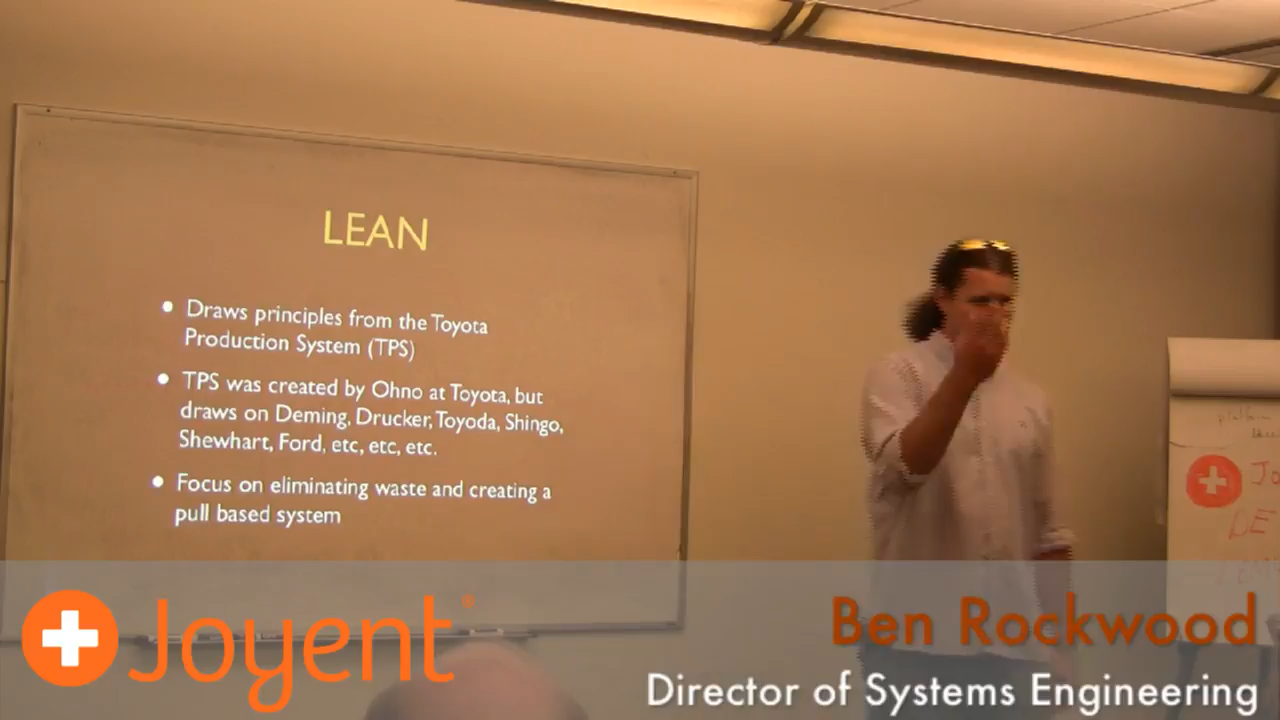 LEAN
• Draws principles from the Toyota
Production System (TPS)
• TPS was created by Ohno at Toyota, but
draws on Deming, Drucker, Toyoda, Shingo,
Shewhart, Ford, etc, etc, etc.
• Focus on eliminating waste and creating a
pull based system
Joyent®
Ben Rockwood
Director of Systems Engineering